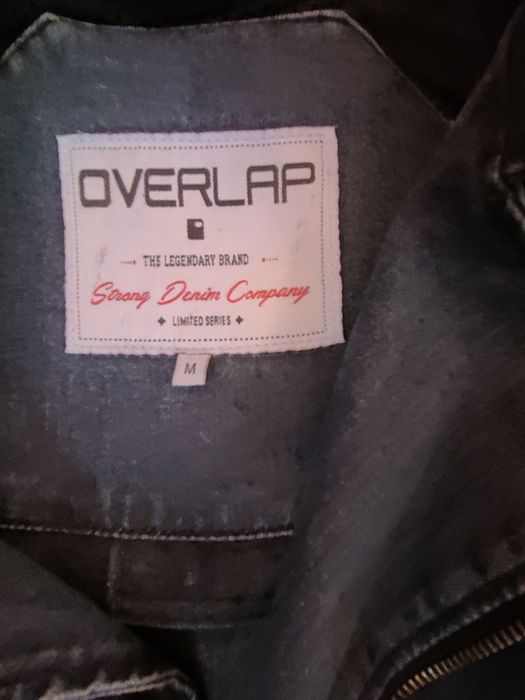 OVERLAP
THE LEGENDARY BRAND
Strong Denim Company
LIMITED SERIES
M